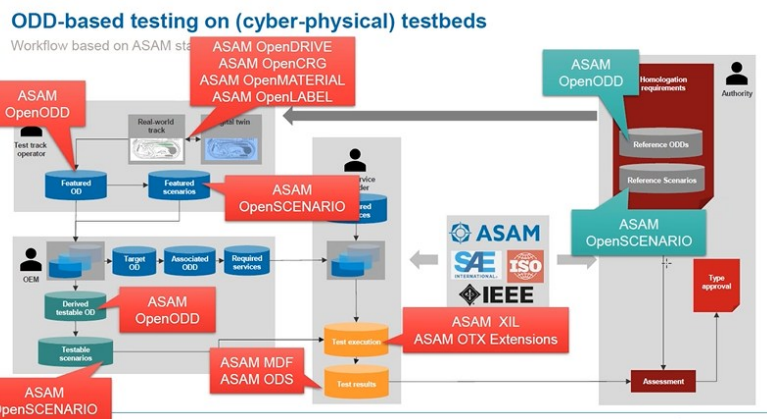 ODD-based testing on (cyber-physical) testbeds
Workflow based on ASAM
ASAM OpenDRIVE
ASAM OpenCRG
ASAM OpenMATERIAL
ASAM OpenLABEL
ASAM
OpenODD
ASAM
OpenODD
Homologation
requirements
Authority
Real-world
track
twin
Test track
operator
Reference ODDs
Featured
OD
Featured
scenarios
ASAM
OpenSCENARIO
Reference Scenarios
ASAM
OpenSCENARIO
ASAM
SAE
INTERNATIONAL
ISO
IEEE
OEM
Target
OD
Associated
ODD
Required
services
Type
approval
Derived
testable OD
ASAM
OpenODD
ASAM XIL
ASAM OTX Extensions
Test execution
Testable
scenarios
ASAM MDF
ASAM ODS
Test results
Assessment
ASAM
OpenSCENARIO